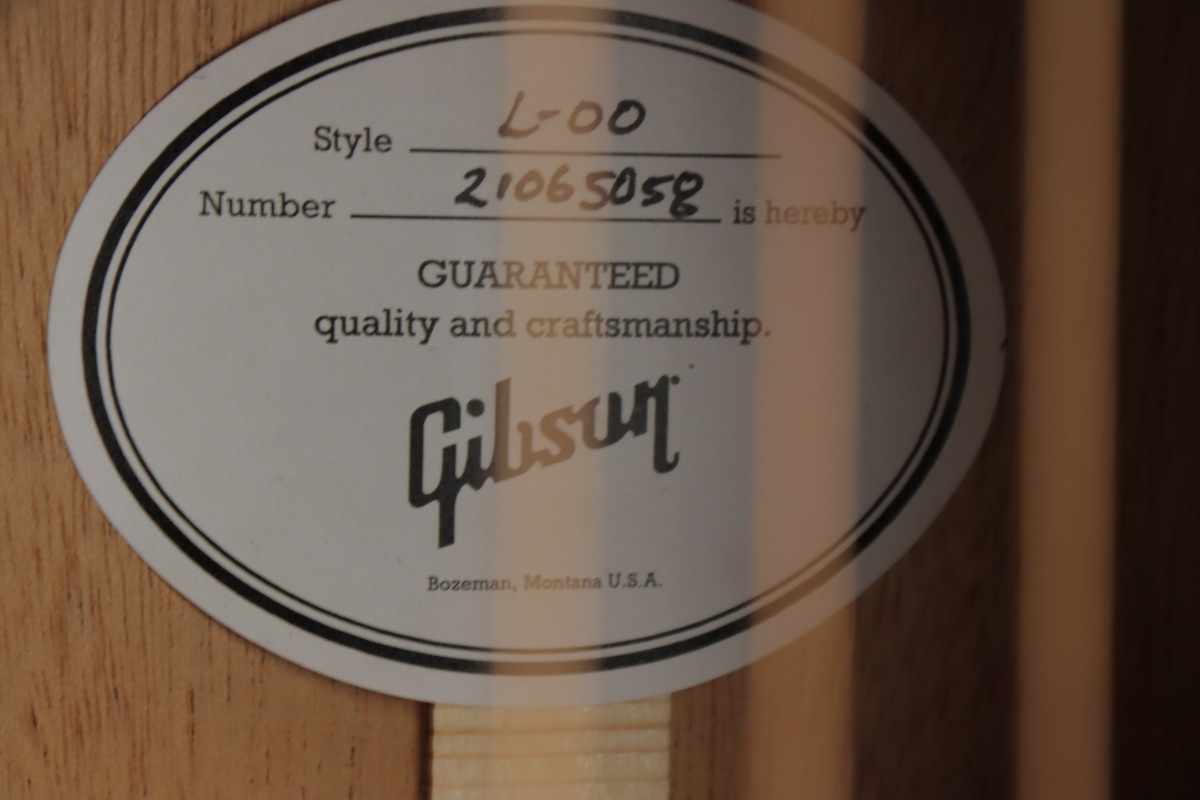 Style L-00
Number 21065058 is hereby
GUARANTEED
quality and craftsmanship.
Gibson
Bozeman, Montana U.S.A.